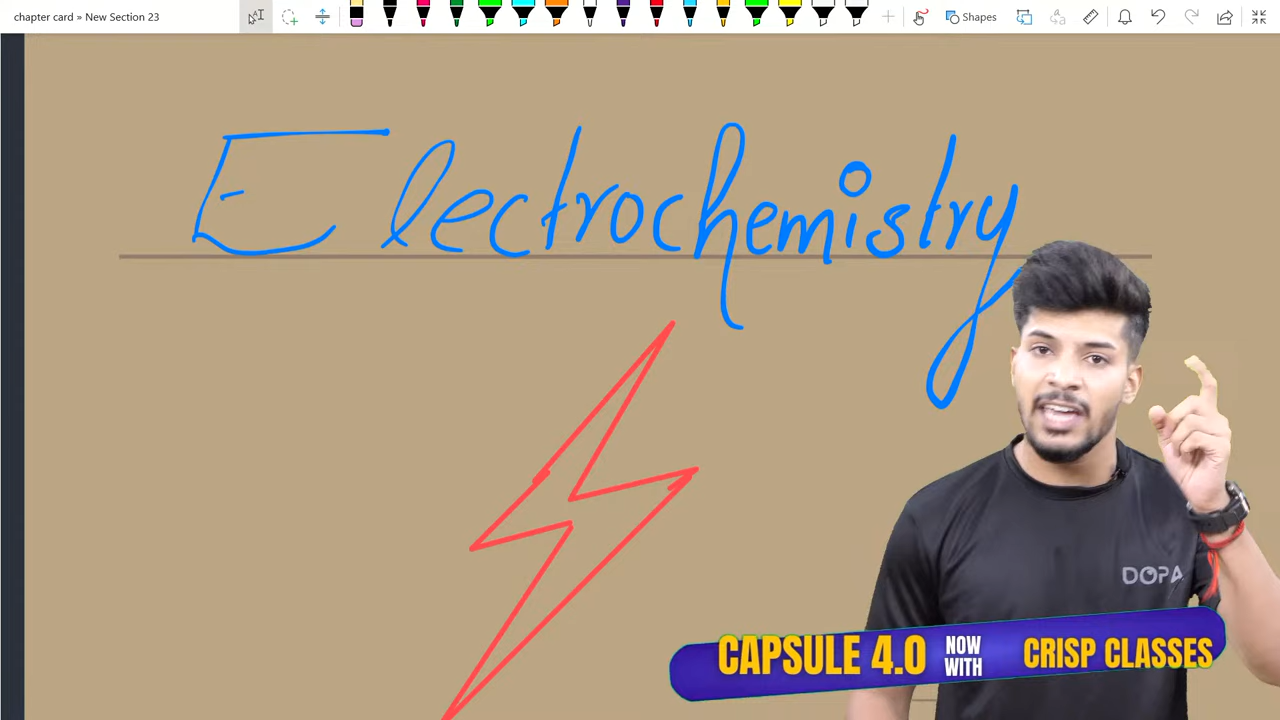 chapter card » New Section 23
Shapes
Electrochemistry
DOPA
CAPSULE 4.0 NOW WITH CRISP CLASSES